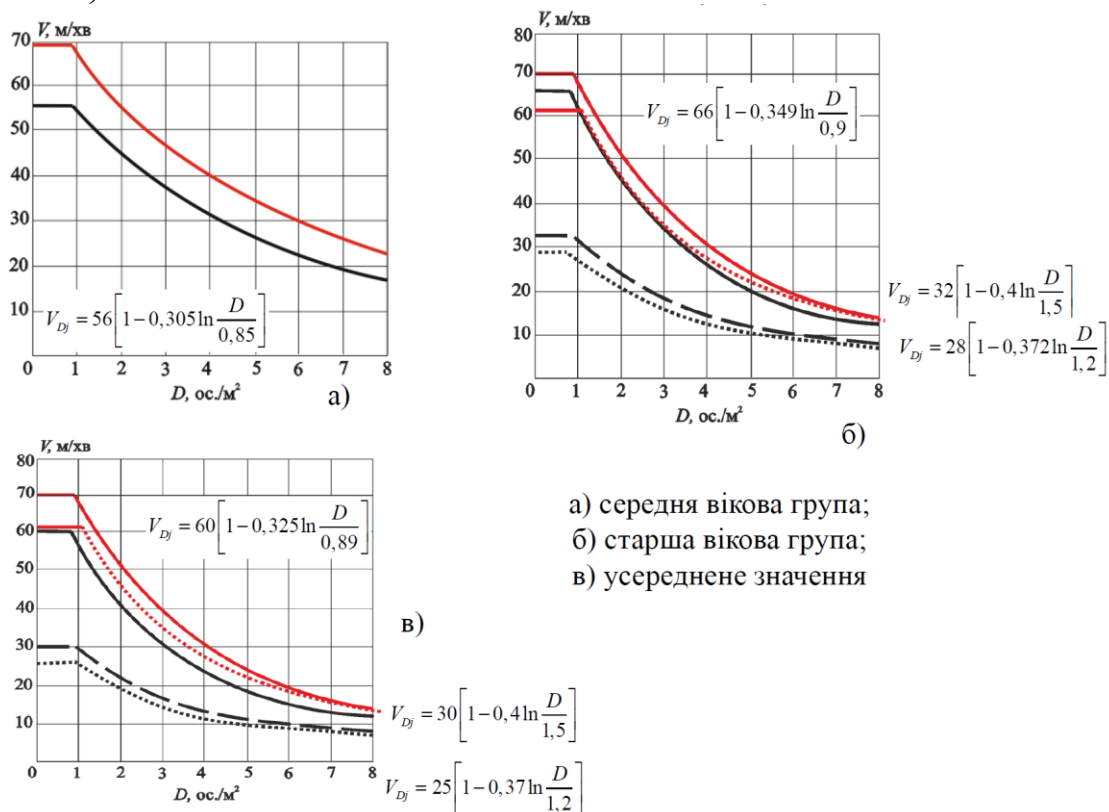 V, м/хв
70
60
50
40
30
20
10
V_{Dj} = 56[1−0,305 ln D/0,85]
0 1 2 3 4 5 6 7 8
D, ос./м²
а)
V, м/хв
70
60
50
40
30
20
10
V_{Dj} = 66[1−0,349 ln D/0,9]
V_{Dj} = 32[1−0,4 ln D/1,5]
V_{Dj} = 28[1−0,372 ln D/1,2]
0 1 2 3 4 5 6 7 8
D, ос./м²
б)
V, м/хв
70
60
50
40
30
20
10
V_{Dj} = 60[1−0,325 ln D/0,89]
в)
V_{Dj} = 30[1−0,4 ln D/1,5]
V_{Dj} = 25[1−0,37 ln D/1,2]
0 1 2 3 4 5 6 7 8
D, ос./м²
а) середня вікова група;
б) старша вікова група;
в) усереднене значення